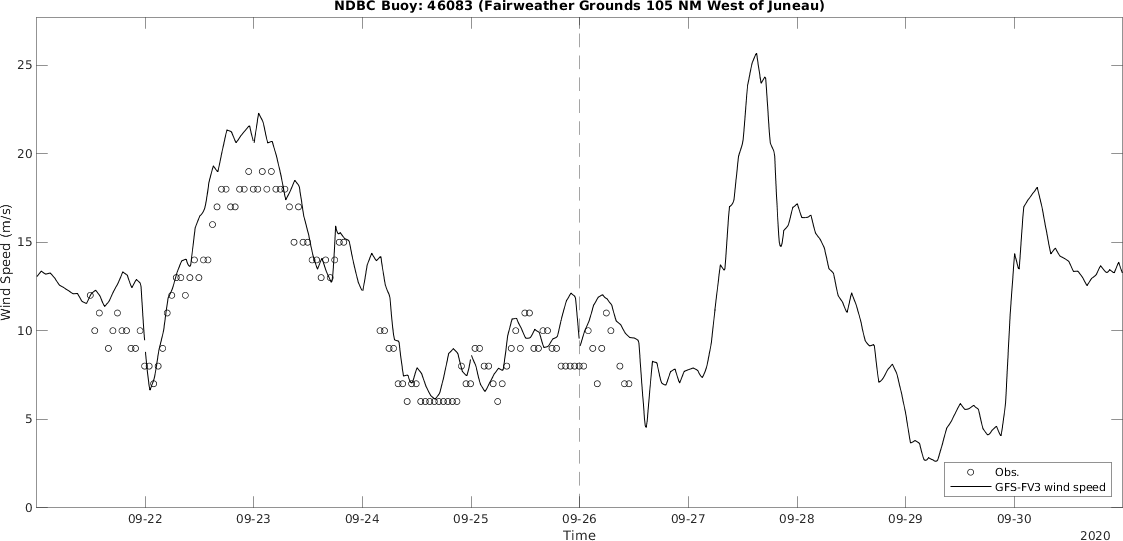 NDBC Buoy: 46083 (Fairweather Grounds 105 NM West of Juneau)
Wind Speed (m/s)
25
20
15
10
5
0
09-22 09-23 09-24 09-25 09-26 09-27 09-28 09-29 09-30
Time
2020
Obs.
GFS-FV3 wind speed